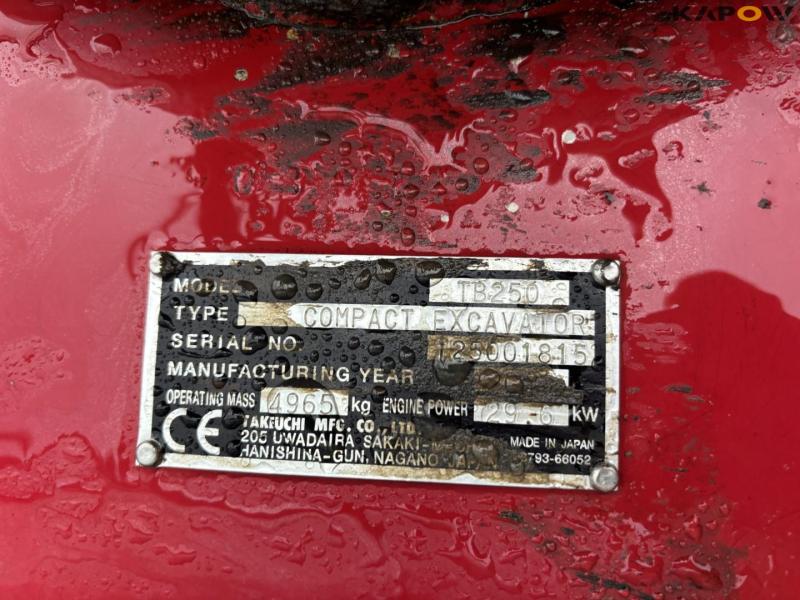 KAPOW
MODEL TB250
TYPE COMPACT EXCAVATOR
SERIAL NO. 125001815
MANUFACTURING YEAR
OPERATING MASS 4965 kg ENGINE POWER 29.6 kW
TAKEUCHI MFG. CO., LTD.
205 UWADAIRA SAKAKI- MADE IN JAPAN
HANISHINA-GUN, NAGANO 793-66052
CE